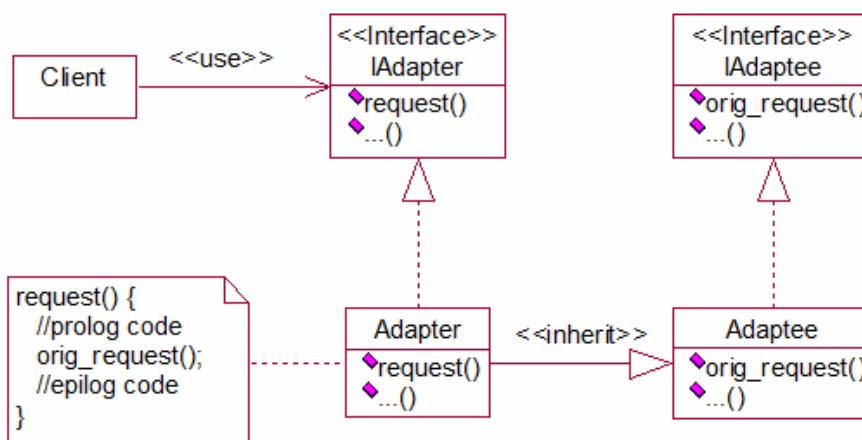 Client
<<use>>
<<Interface>>
IAdapter
request()
...()
<<Interface>>
IAdaptee
orig_request()
...()
request() {
//prolog code
orig_request();
//epilog code
}
Adapter
request()
...()
<<inherit>>
Adaptee
orig_request()
...()